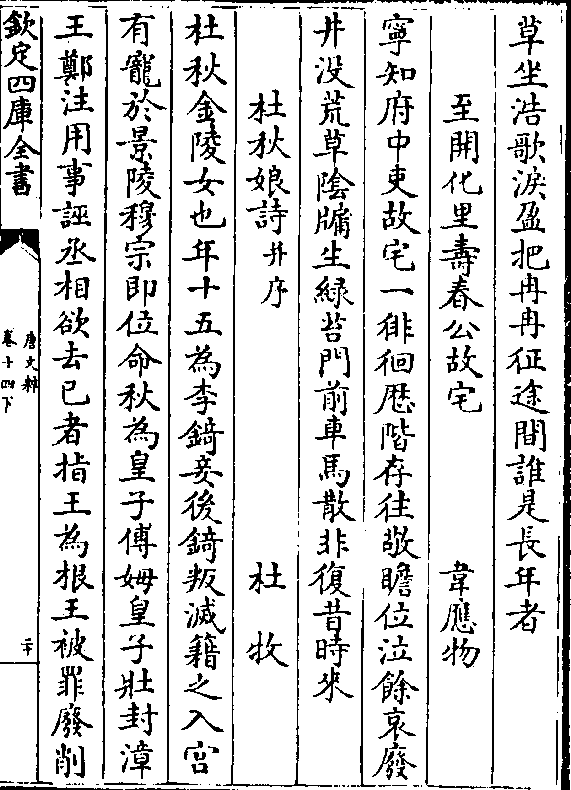 草坐浩歌淚盈把冉冉征途間誰是長年者
至開化里壽春公故宅 韋應物
寧知府中吏故宅一徘徊歴階存往敬瞻位泣餘哀廢
井没荒草陰牖生緑苔門前車馬散非復昔時來
杜秋娘詩并序 杜牧
杜秋金陵女也年十五為李錡妾後錡叛滅籍之入宫
有寵於景陵穆宗即位命秋為皇子傅姆皇子壯封漳
王鄭注用事誣丞相欲去已者指王為根王被罪廢削
欽定四庫全書
唐文粹
卷十四下
二十